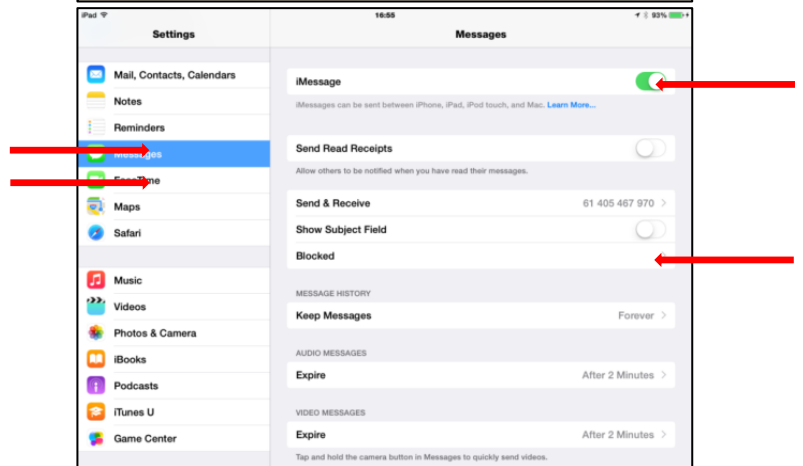 iPad 16:55 93%
Settings
Messages
Mail, Contacts, Calendars
Notes
Reminders
Messages
FaceTime
Maps
Safari
Music
Videos
Photos & Camera
iBooks
Podcasts
iTunes U
Game Center
iMessage
iMessages can be sent between iPhone, iPad, iPod touch, and Mac. Learn More...
Send Read Receipts
Allow others to be notified when you have read their messages.
Send & Receive 61 405 467 970
Show Subject Field
Blocked
MESSAGE HISTORY
Keep Messages Forever
AUDIO MESSAGES
Expire After 2 Minutes
VIDEO MESSAGES
Expire After 2 Minutes
Tap and hold the camera button in Messages to quickly send videos.